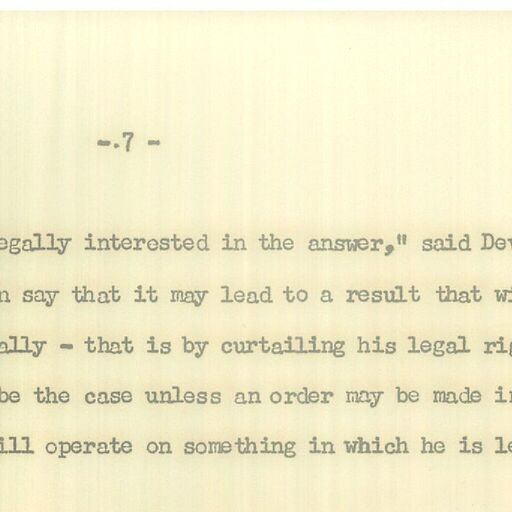 -.7 -
egally interested in the answer," said Dev
n say that it may lead to a result that wi
ally - that is by curtailing his legal rig
be the case unless an order may be made in
ill operate on something in which he is le